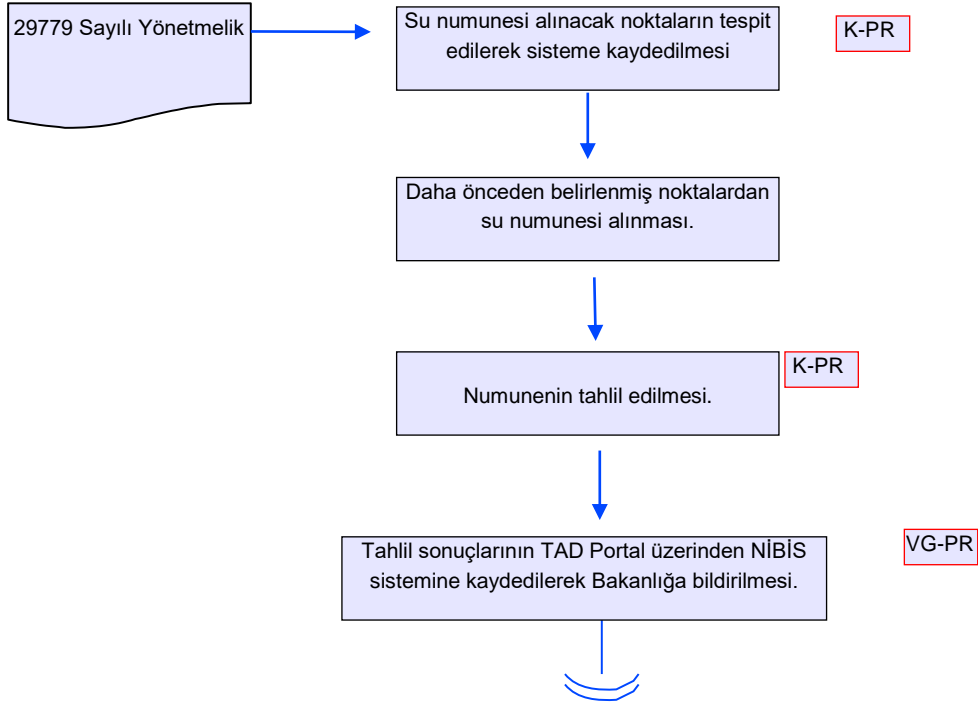 29779 Sayılı Yönetmelik
Su numunesi alınacak noktaların tespit
edilerek sisteme kaydedilmesi
K-PR
Daha önceden belirlenmiş noktalardan
su numunesi alınması.
Numunenin tahlil edilmesi.
K-PR
Tahlil sonuçlarının TAD Portal üzerinden NİBİS
sistemine kaydedilerek Bakanlığa bildirilmesi.
VG-PR